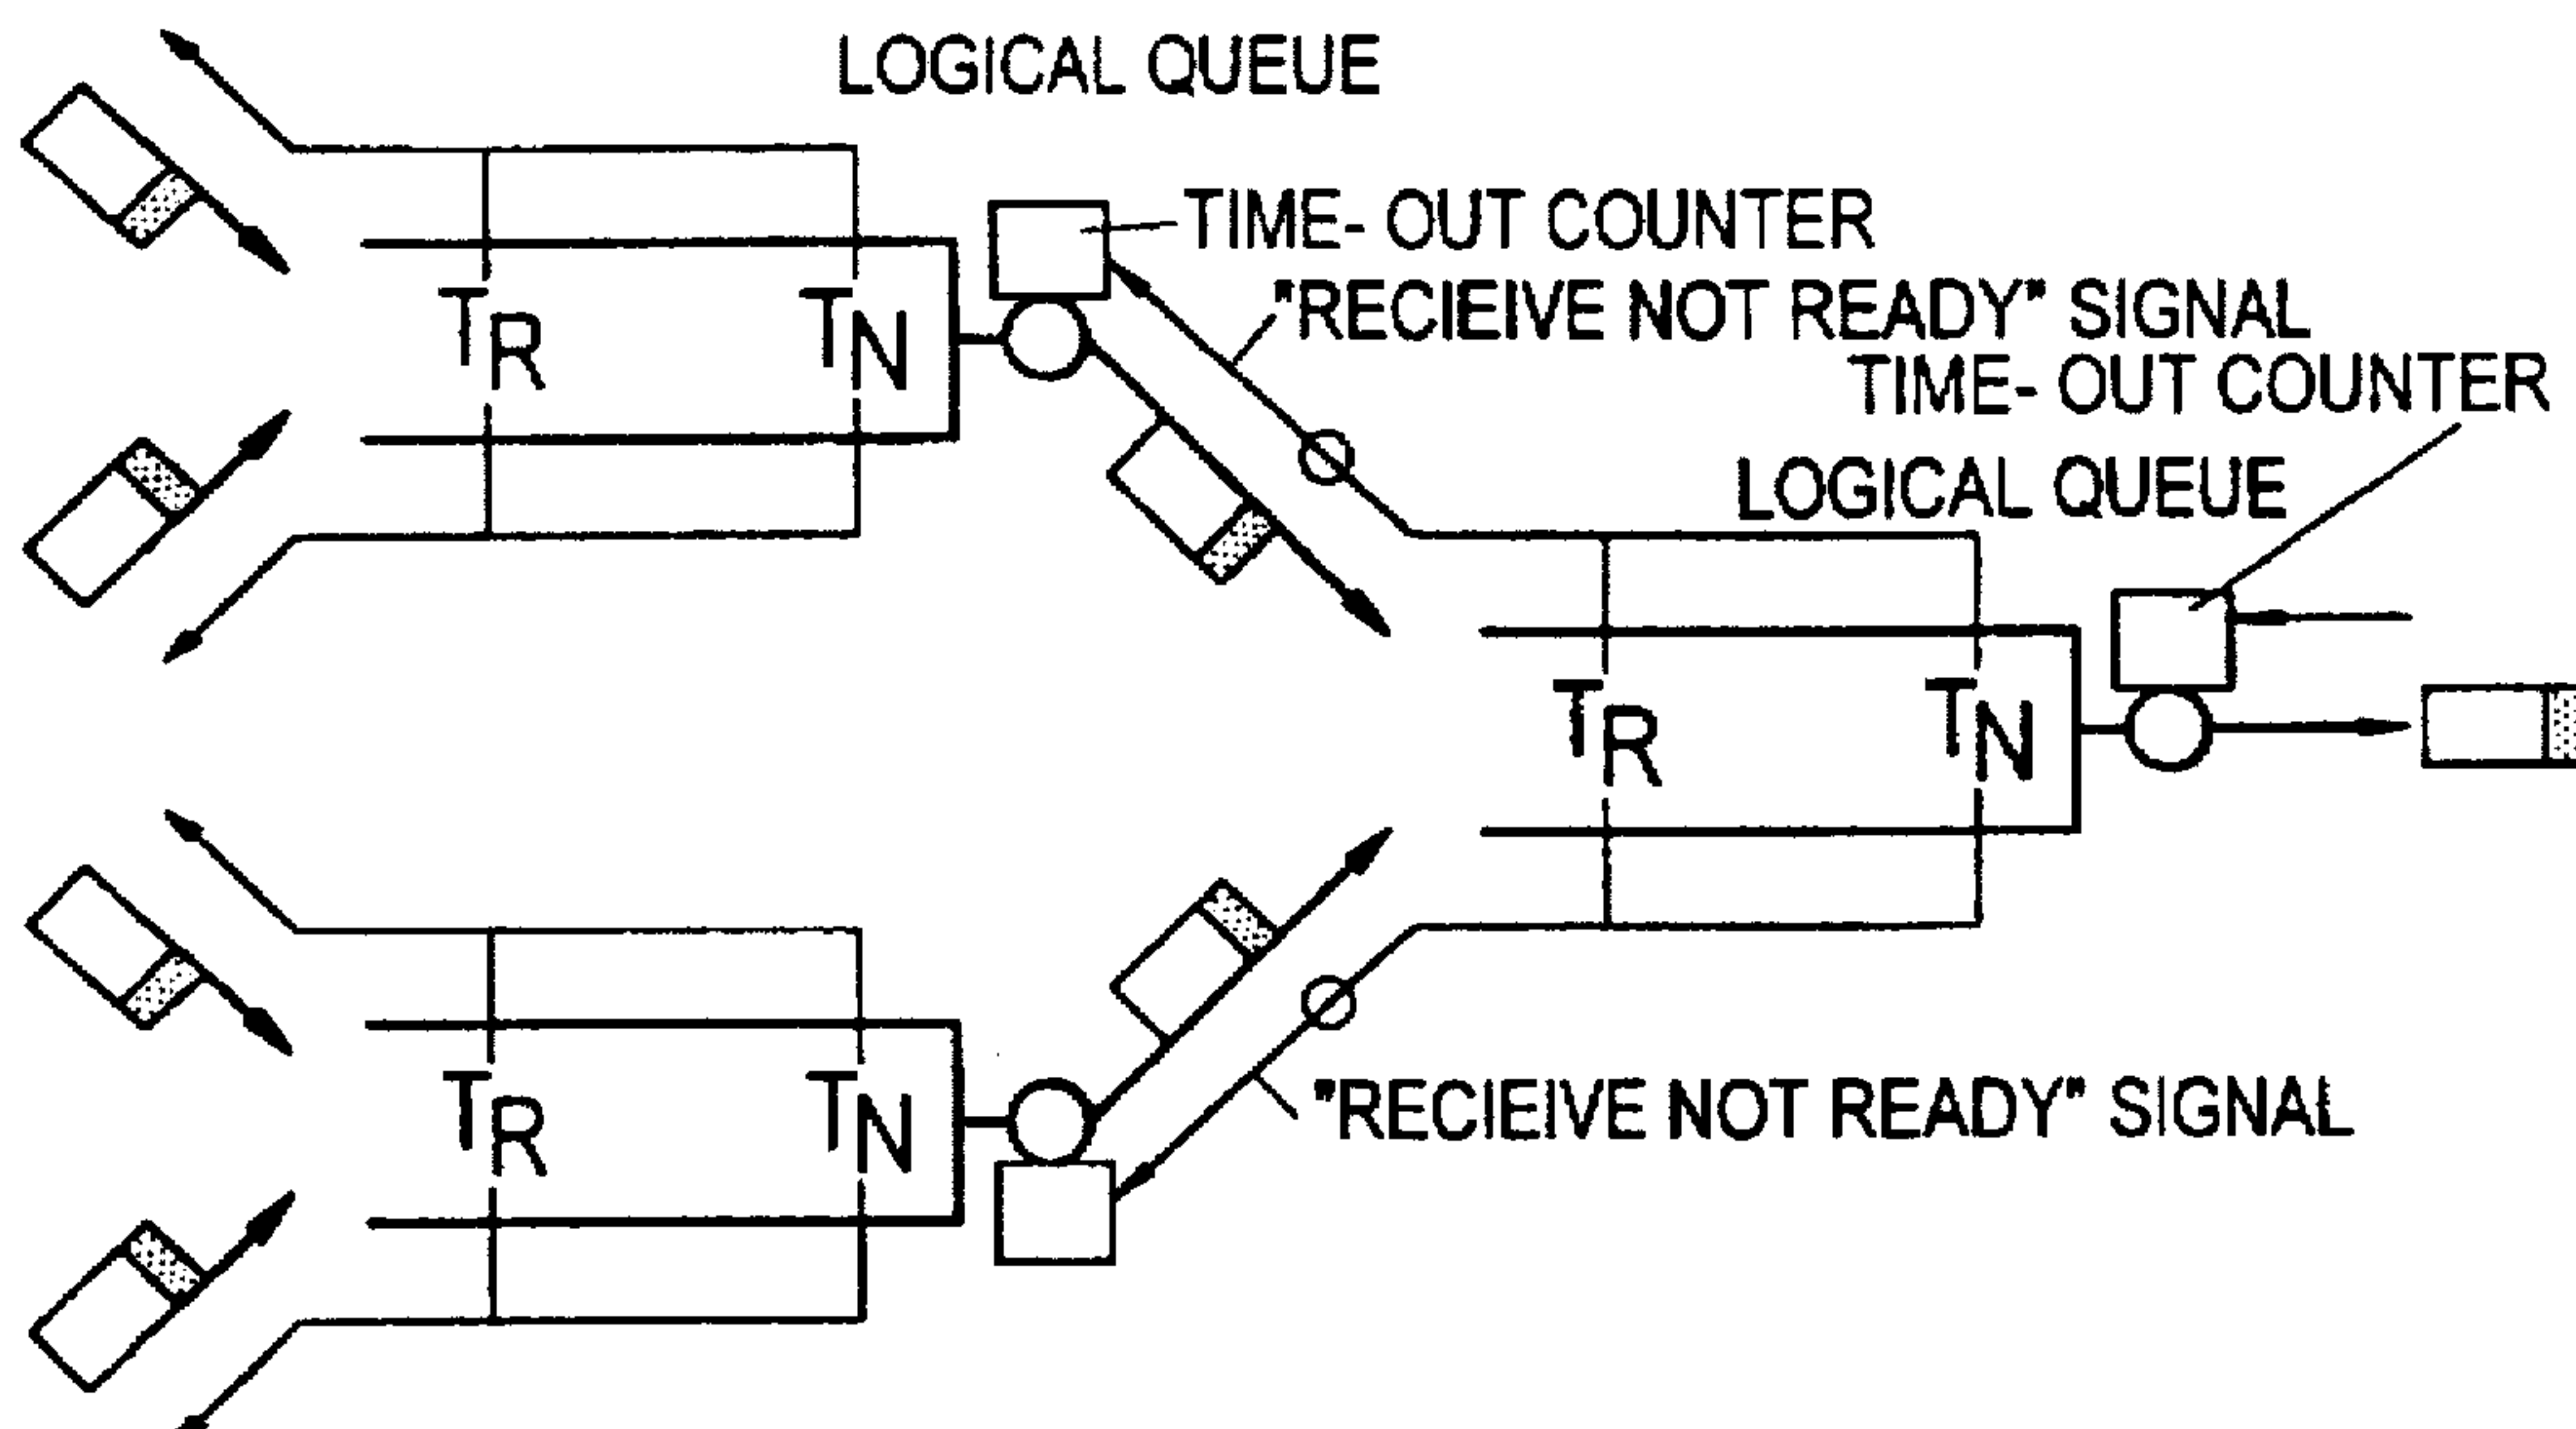 LOGICAL QUEUE
TIME- OUT COUNTER
"RECIEIVE NOT READY" SIGNAL
TR TN
TIME- OUT COUNTER
LOGICAL QUEUE
TR TN
TR TN
"RECIEIVE NOT READY" SIGNAL